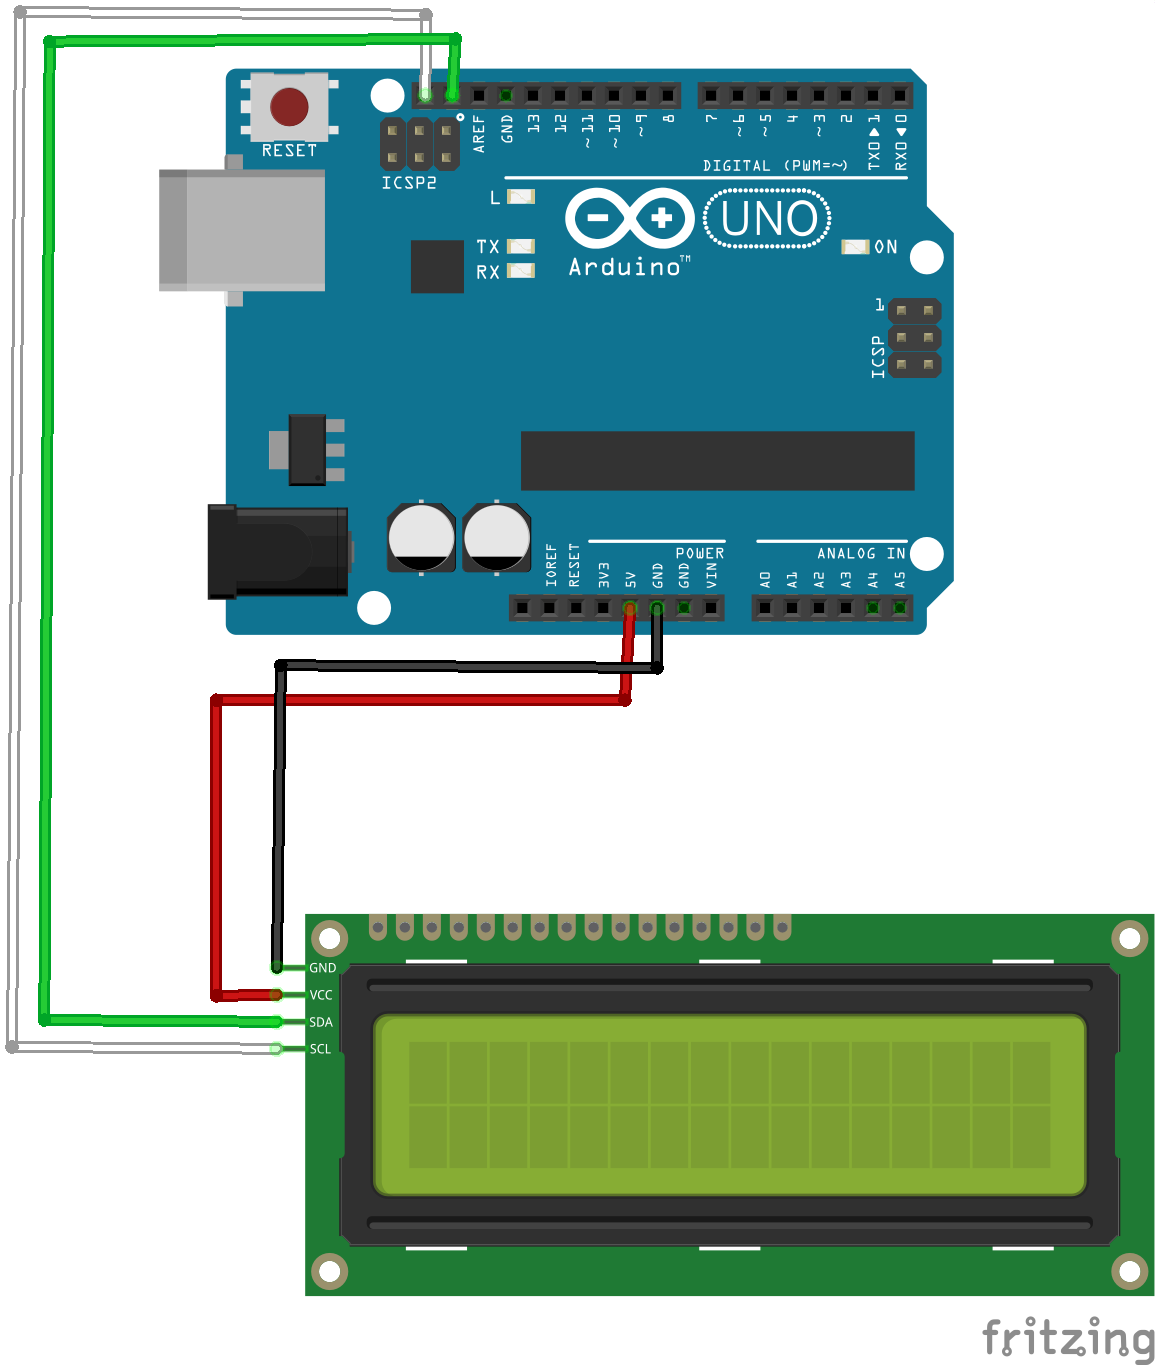 RESET
ICSP2
AREF
GND
13
12
~11
~10
~9
8
7
~6
~5
4
~3
2
TX0▶1
RX0◀0
DIGITAL (PWM=~)
L
TX
RX
UNO
Arduino™
ON
1
ICSP
POWER
ANALOG IN
IOREF
RESET
3V3
5V
GND
GND
VIN
A0
A1
A2
A3
A4
A5
GND
VCC
SDA
SCL
fritzing